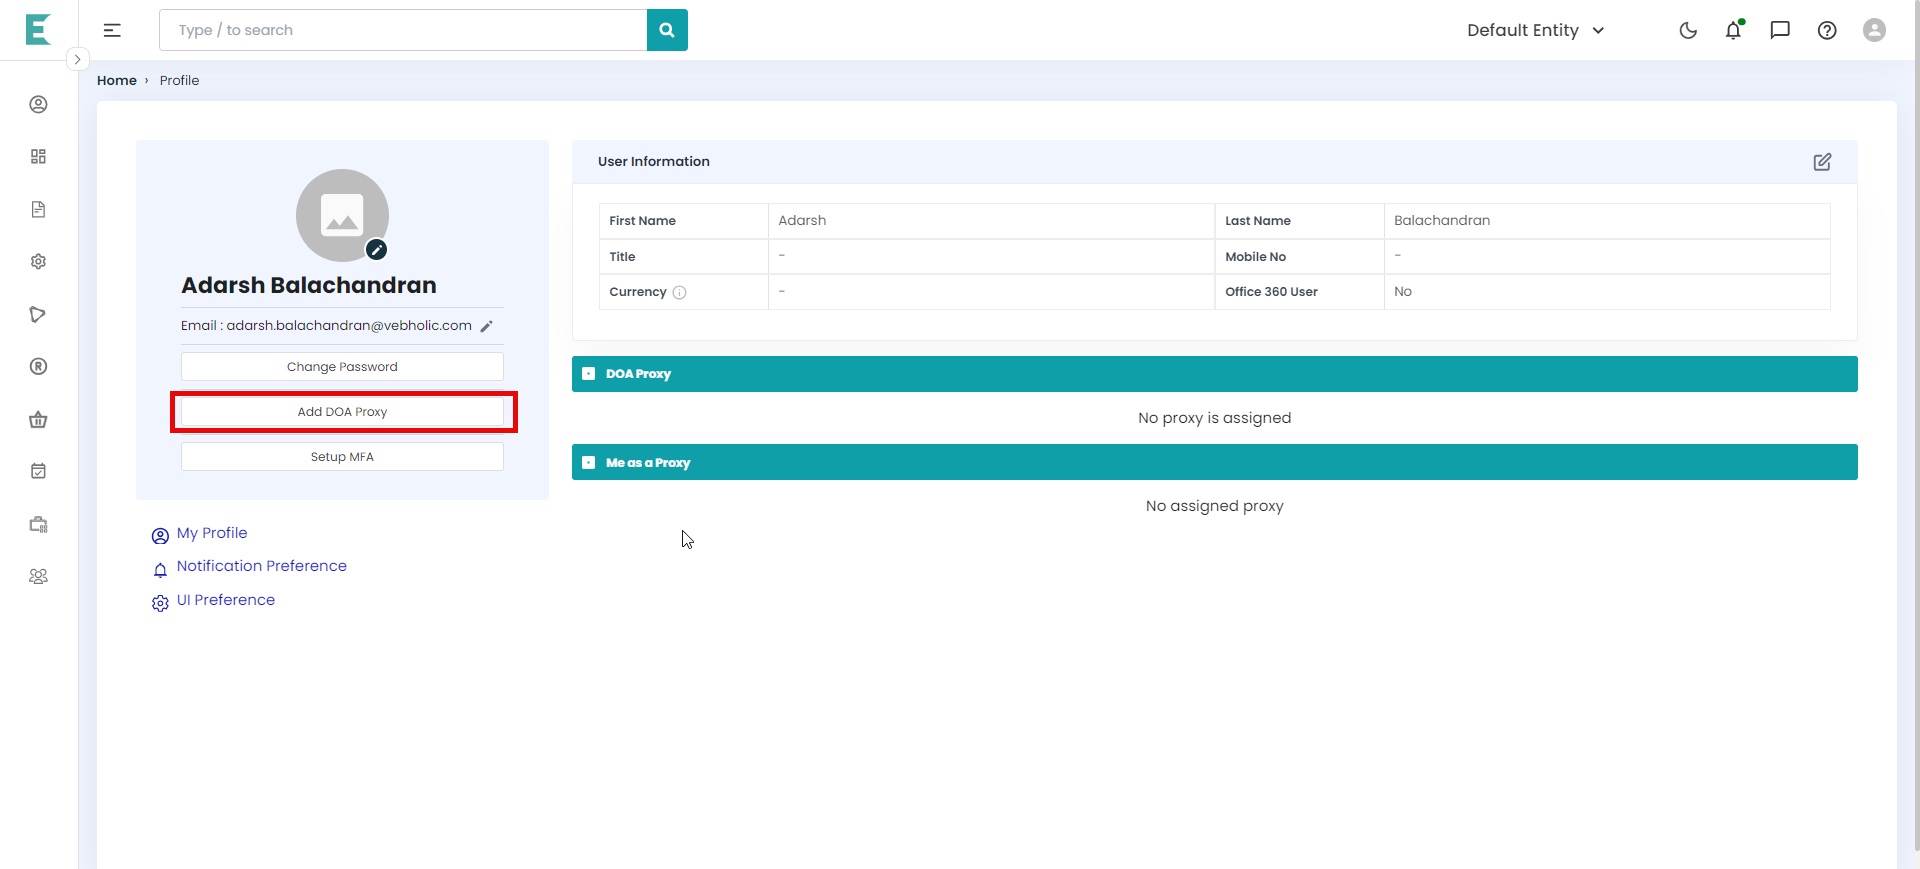 E
Type / to search
Default Entity
Home › Profile
Adarsh Balachandran
Email : adarsh.balachandran@vebholic.com
Change Password
Add DOA Proxy
Setup MFA
My Profile
Notification Preference
UI Preference
User Information
First Name Adarsh Last Name Balachandran
Title - Mobile No -
Currency - Office 360 User No
DOA Proxy
No proxy is assigned
Me as a Proxy
No assigned proxy